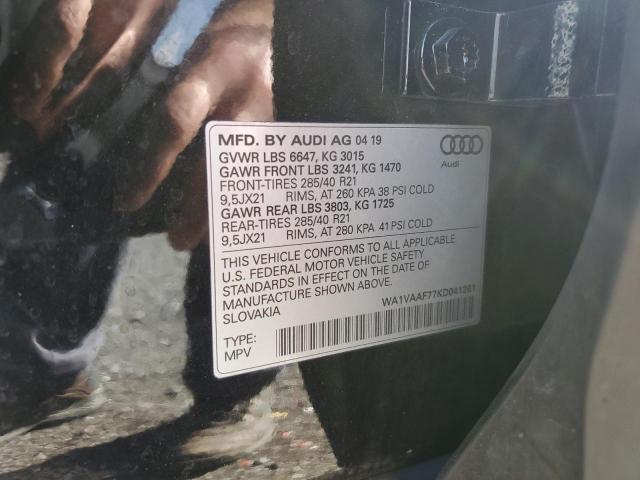 MFD. BY AUDI AG 04 19
GVWR LBS 6647, KG 3015
GAWR FRONT LBS 3241, KG 1470
FRONT-TIRES 285/40 R21
9,5JX21 RIMS, AT 260 KPA 38 PSI COLD
GAWR REAR LBS 3803, KG 1725
REAR-TIRES 285/40 R21
9,5JX21 RIMS, AT 280 KPA 41 PSI COLD
Audi
THIS VEHICLE CONFORMS TO ALL APPLICABLE
U.S. FEDERAL MOTOR VEHICLE SAFETY
STANDARDS IN EFFECT ON THE DATE OF
MANUFACTURE SHOWN ABOVE.
SLOVAKIA
WA1VAAF77KD041261
TYPE:
MPV